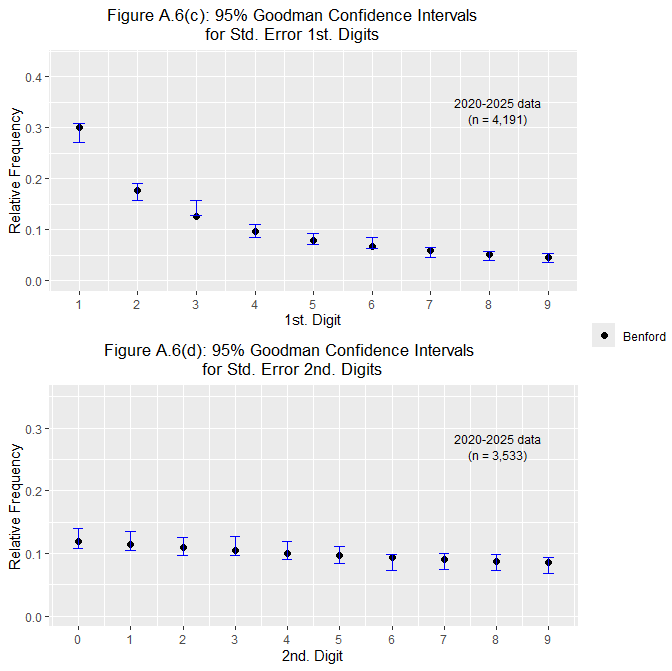 Figure A.6(c): 95% Goodman Confidence Intervals
for Std. Error 1st. Digits
2020-2025 data
(n = 4,191)
Relative Frequency
0.4
0.3
0.2
0.1
0.0
1 2 3 4 5 6 7 8 9
1st. Digit
Benford
Figure A.6(d): 95% Goodman Confidence Intervals
for Std. Error 2nd. Digits
2020-2025 data
(n = 3,533)
Relative Frequency
0.3
0.2
0.1
0.0
0 1 2 3 4 5 6 7 8 9
2nd. Digit